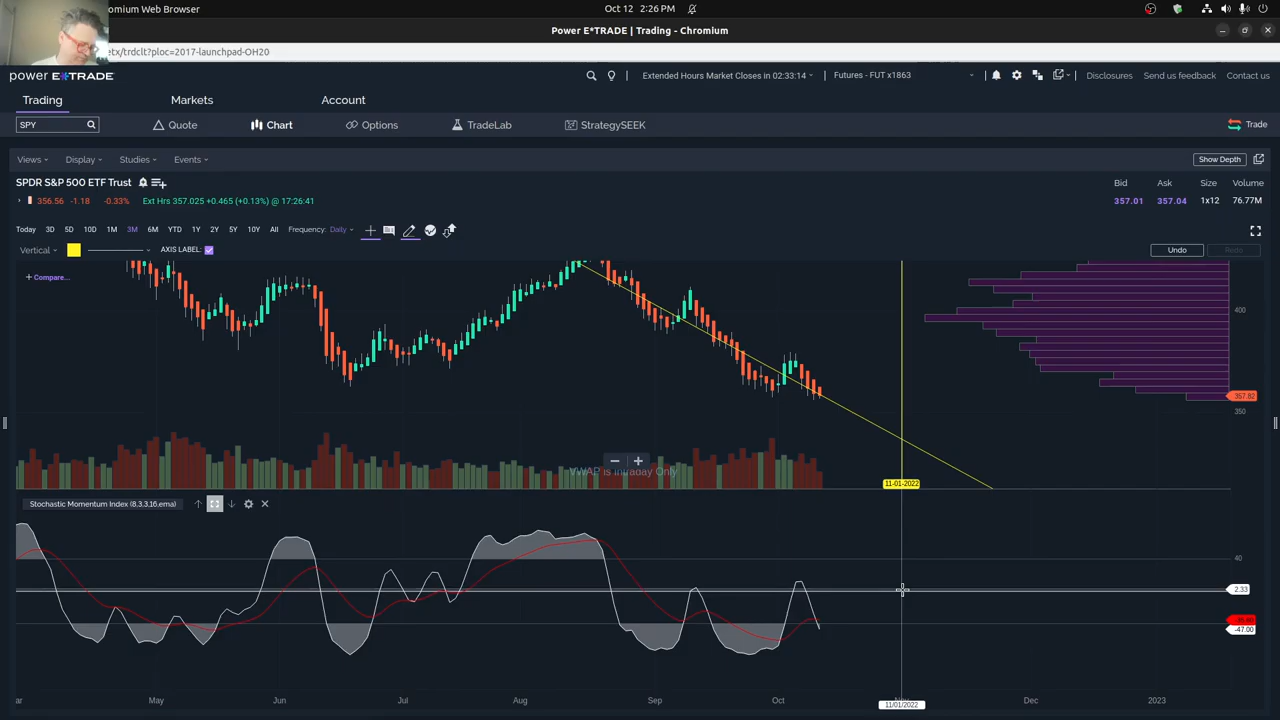 omium Web Browser
Oct 12 2:26 PM
Power E*TRADE | Trading - Chromium
etx/trdclt?ploc=2017-launchpad-OH20
power E*TRADE
Extended Hours Market Closes in 02:33:14
Futures - FUT x1863
Disclosures
Send us feedback
Contact us
Trading
Markets
Account
SPY
Quote
Chart
Options
TradeLab
StrategySEEK
Trade
Views
Display
Studies
Events
Show Depth
SPDR S&P 500 ETF Trust
Bid
Ask
Size
Volume
356.56 -1.18 -0.33% Ext Hrs 357.025 +0.465 (+0.13%) @ 17:26:41
357.01
357.04
1x12
76.77M
Today 3D 5D 10D 1M 3M 6M YTD 1Y 2Y 5Y 10Y All Frequency: Daily
Vertical
AXIS LABEL:
Undo
Redo
+ Compare...
400
357.82
350
VWAP is Intraday Only
11-01-2022
Stochastic Momentum Index (8,3,3,16,ema)
40
2.33
-47.00
ar
May
Jun
Jul
Aug
Sep
Oct
Dec
2023
11/01/2022